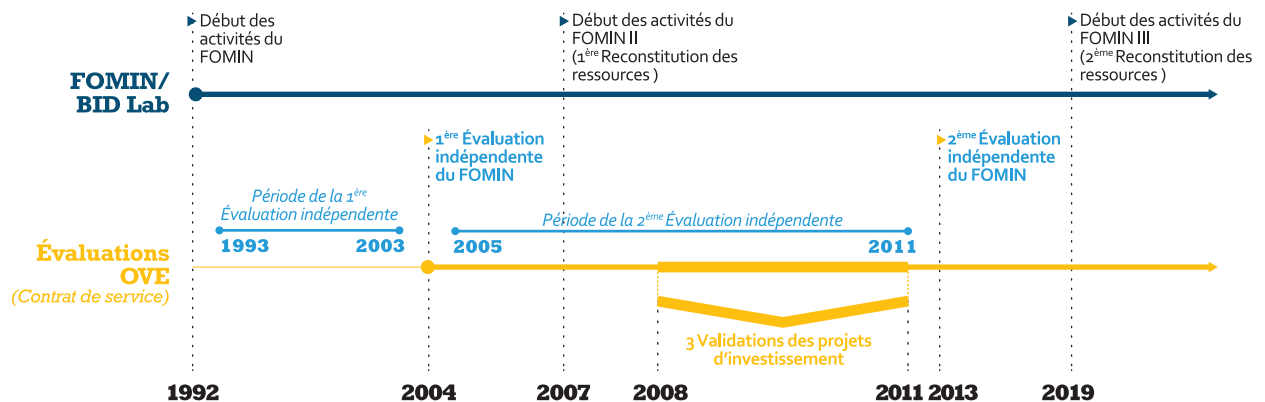 Début des
activités du
FOMIN
Début des activités du
FOMIN II
(1ère Reconstitution des
ressources )
Début des activités du
FOMIN III
(2ème Reconstitution des
ressources )
FOMIN/
BID Lab
1ère Évaluation
indépendente
du FOMIN
2ème Évaluation
indépendente
du FOMIN
Période de la 1ère
Évaluation indépendente
1993
2003
Période de la 2ème Évaluation indépendente
2005
2011
Évaluations
OVE
(Contrat de service)
3 Validations des projets
d'investissement
1992
2004
2007
2008
2011
2013
2019